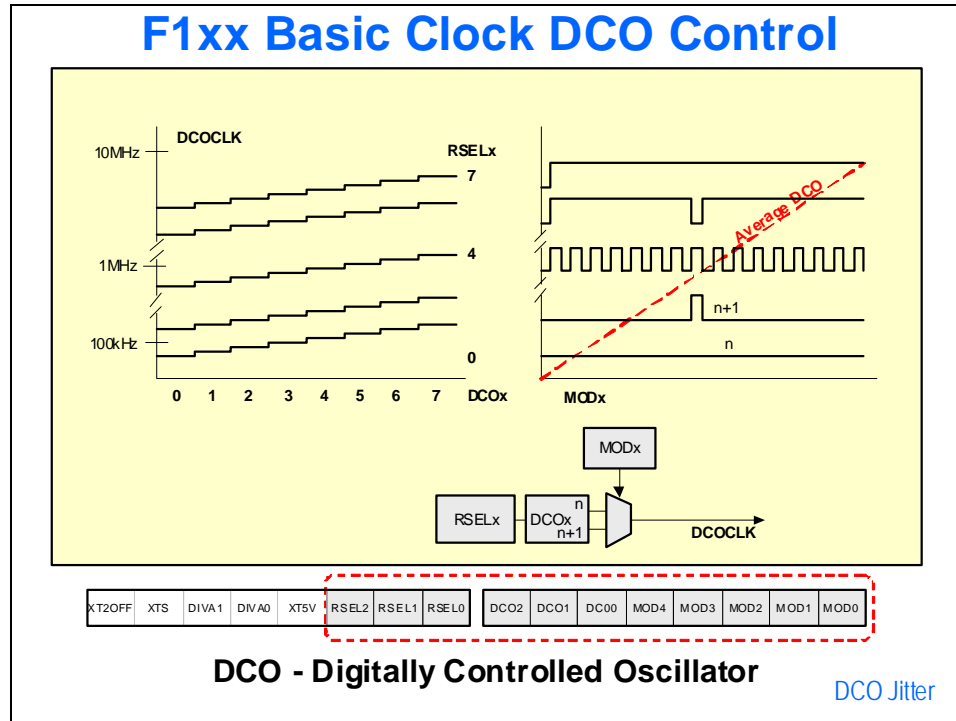 F1xx Basic Clock DCO Control
DCOCLK
10MHz
RSELx
7
1MHz
4
100kHz
0
0 1 2 3 4 5 6 7 DCOx
Average DCO
n+1
n
MODx
MODx
RSELx
DCOx
n
n+1
DCOCLK
XT2OFF XTS DIVA1 DIVA0 XT5V RSEL2 RSEL1 RSEL0 DCO2 DCO1 DC00 MOD4 MOD3 MOD2 MOD1 MOD0
DCO - Digitally Controlled Oscillator
DCO Jitter